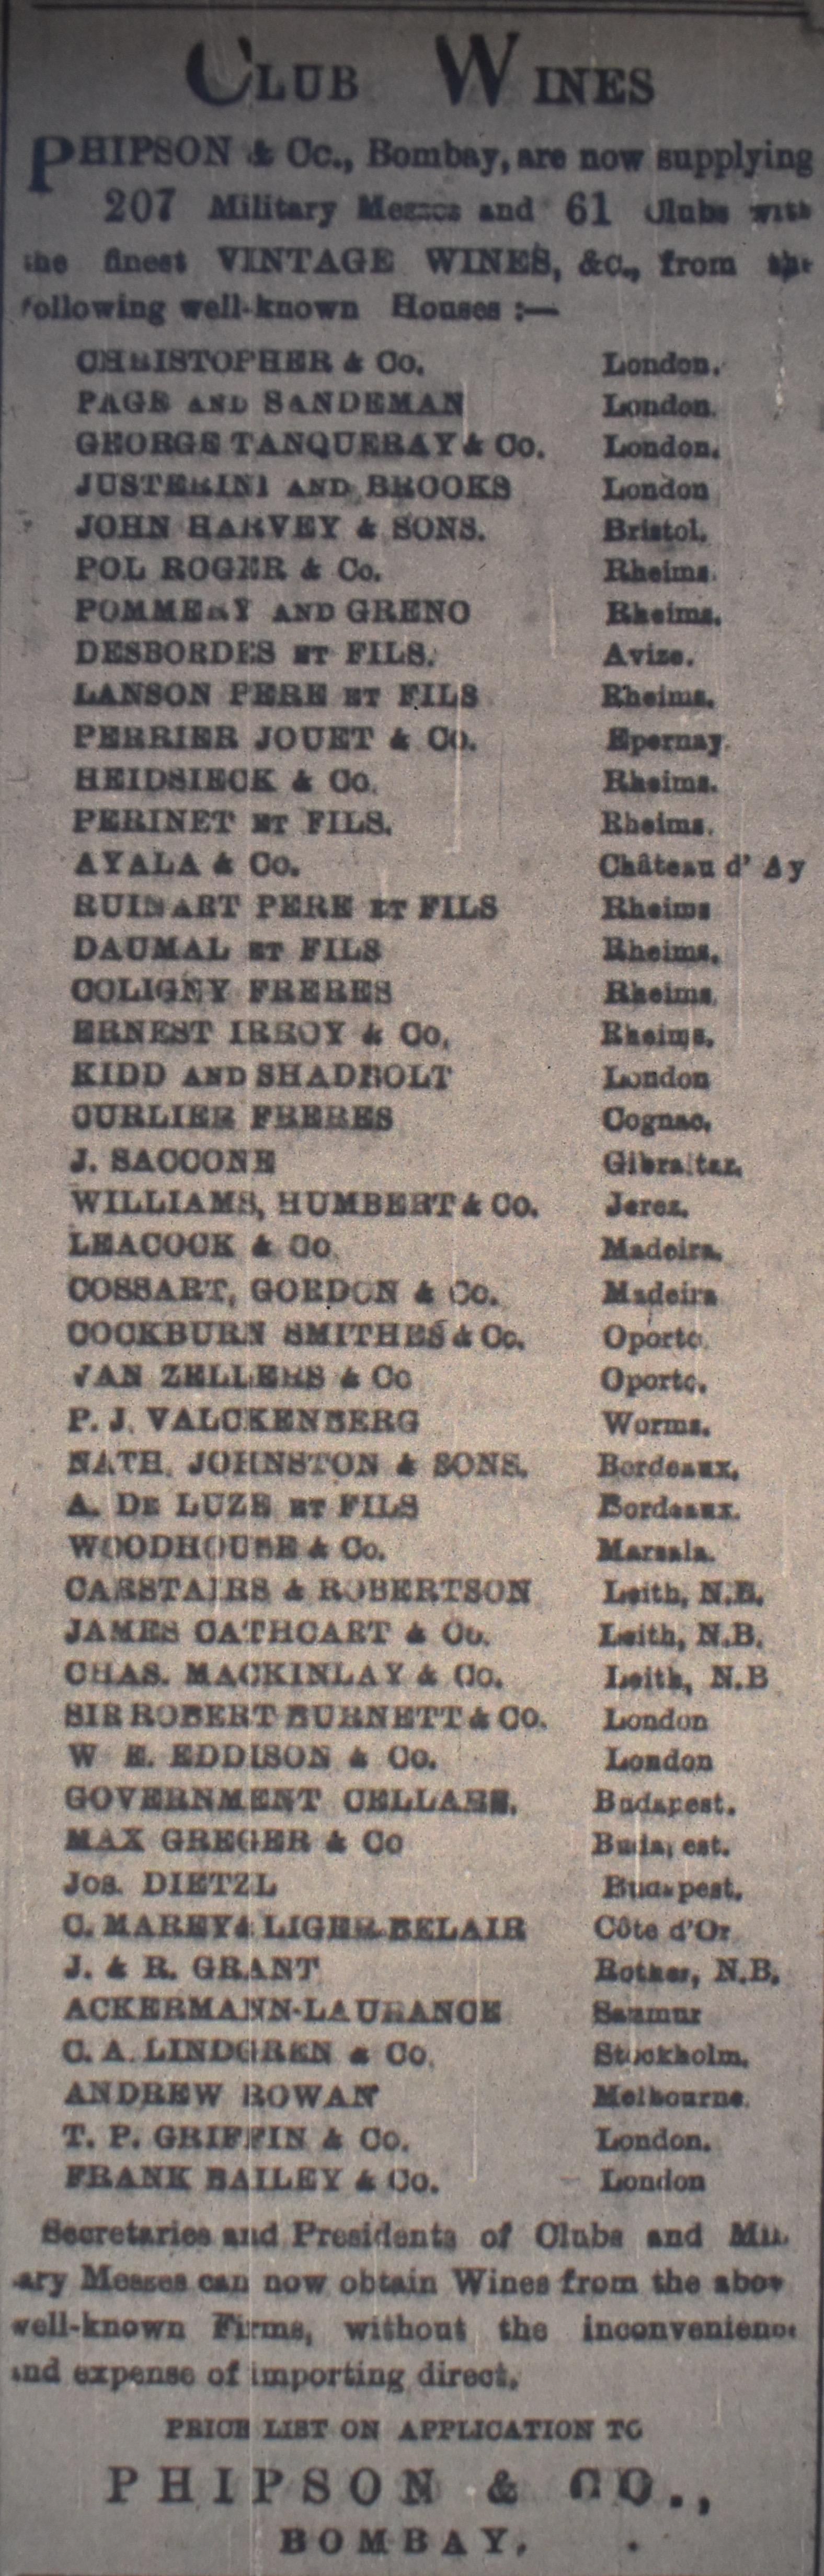 CLUB WINES
PHIPSON & Co., Bombay, are now supplying
207 Military Messes and 61 Clubs with
the finest VINTAGE WINES, &c., from the
following well-known Houses :—
CHRISTOPHER & Co. London.
PAGE AND SANDEMAN London.
GEORGE TANQUERAY & Co. London.
JUSTERINI AND BROOKS London
JOHN HARVEY & SONS. Bristol.
POL ROGER & Co. Rheims.
POMMERY AND GRENO Rheims.
DESBORDES ET FILS. Avize.
LANSON PERE ET FILS Rheims.
PERRIER JOUET & Co. Epernay.
HEIDSIECK & Co. Rheims.
PERINET ET FILS. Rheims.
AYALA & Co. Château d' Ay
RUINART PERE ET FILS Rheims
DAUMAL ET FILS Rheims.
COLIGNY FRERES Rheims
ERNEST IRROY & Co. Rheims.
KIDD AND SHADBOLT London
CURLIER FRERES Cognac.
J. SACCONE Gibraltar.
WILLIAMS, HUMBERT & Co. Jerez.
LEACOCK & Co. Madeira.
COSSART, GORDON & Co. Madeira
COCKBURN SMITHES & Co. Oporto.
VAN ZELLERS & Co Oporto.
P. J. VALCKENBERG Worms.
NATH. JOHNSTON & SONS. Bordeaux.
A. DE LUZE ET FILS Bordeaux.
WOODHOUSE & Co. Marsala.
CARSTAIRS & ROBERTSON Leith, N.B.
JAMES CATHCART & Co. Leith, N.B.
CHAS. MACKINLAY & Co. Leith, N.B
SIR ROBERT BURNETT & CO. London
W E. EDDISON & Co. London
GOVERNMENT CELLARS. Budapest.
MAX GREGER & Co Budapest.
Jos. DIETZL Budapest.
C. MAREY & LIGER-BELAIR Côte d'Or
J. & R. GRANT Rothes, N.B.
ACKERMANN-LAURANCE Saumur
C. A. LINDGREN & Co. Stockholm.
ANDREW ROWAN Melbourne.
T. P. GRIFFIN & Co. London.
FRANK BAILEY & Co. London
Secretaries and Presidents of Clubs and Mil-
ary Messes can now obtain Wines from the above
well-known Firms, without the inconvenience
and expense of importing direct.
PRICE LIST ON APPLICATION TO
PHIPSON & CO.,
BOMBAY.